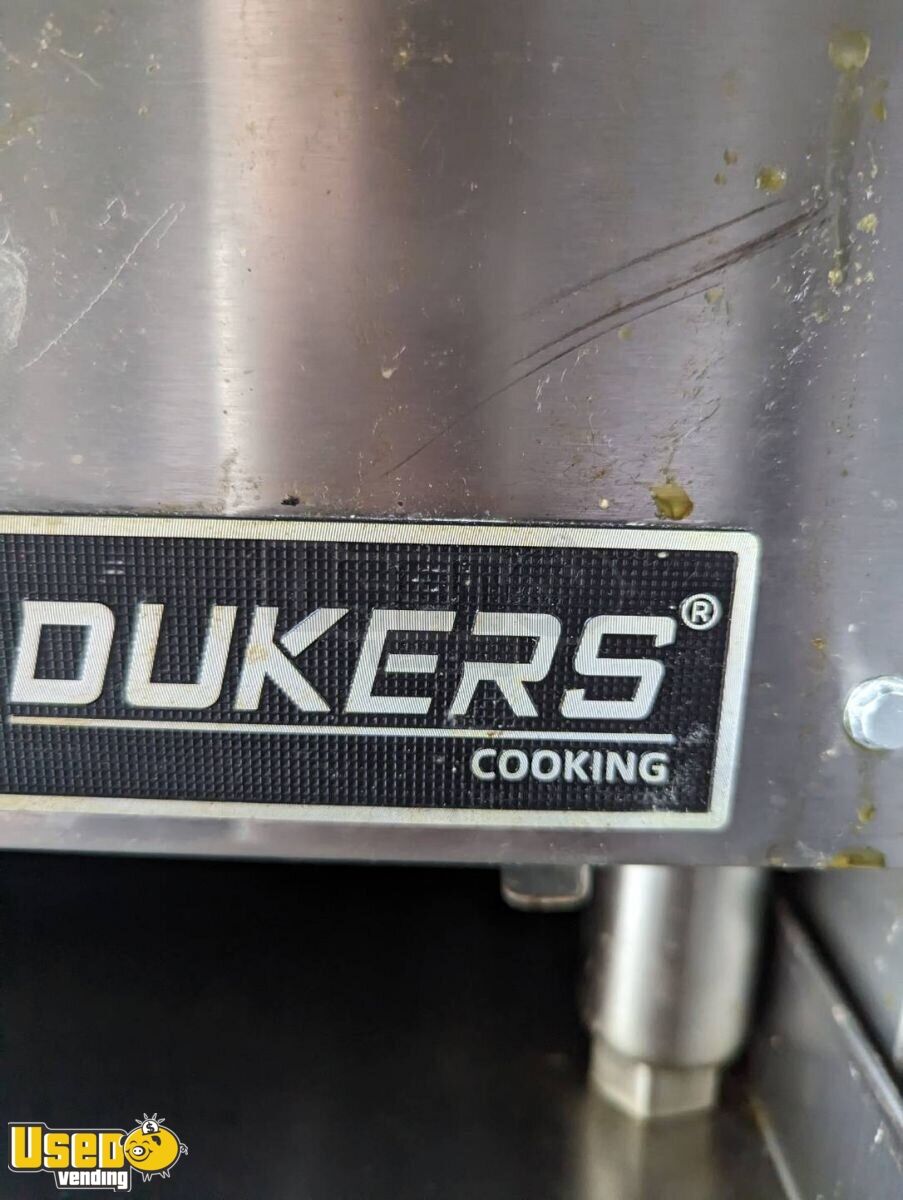 DUKERS®
COOKING
USED
vending